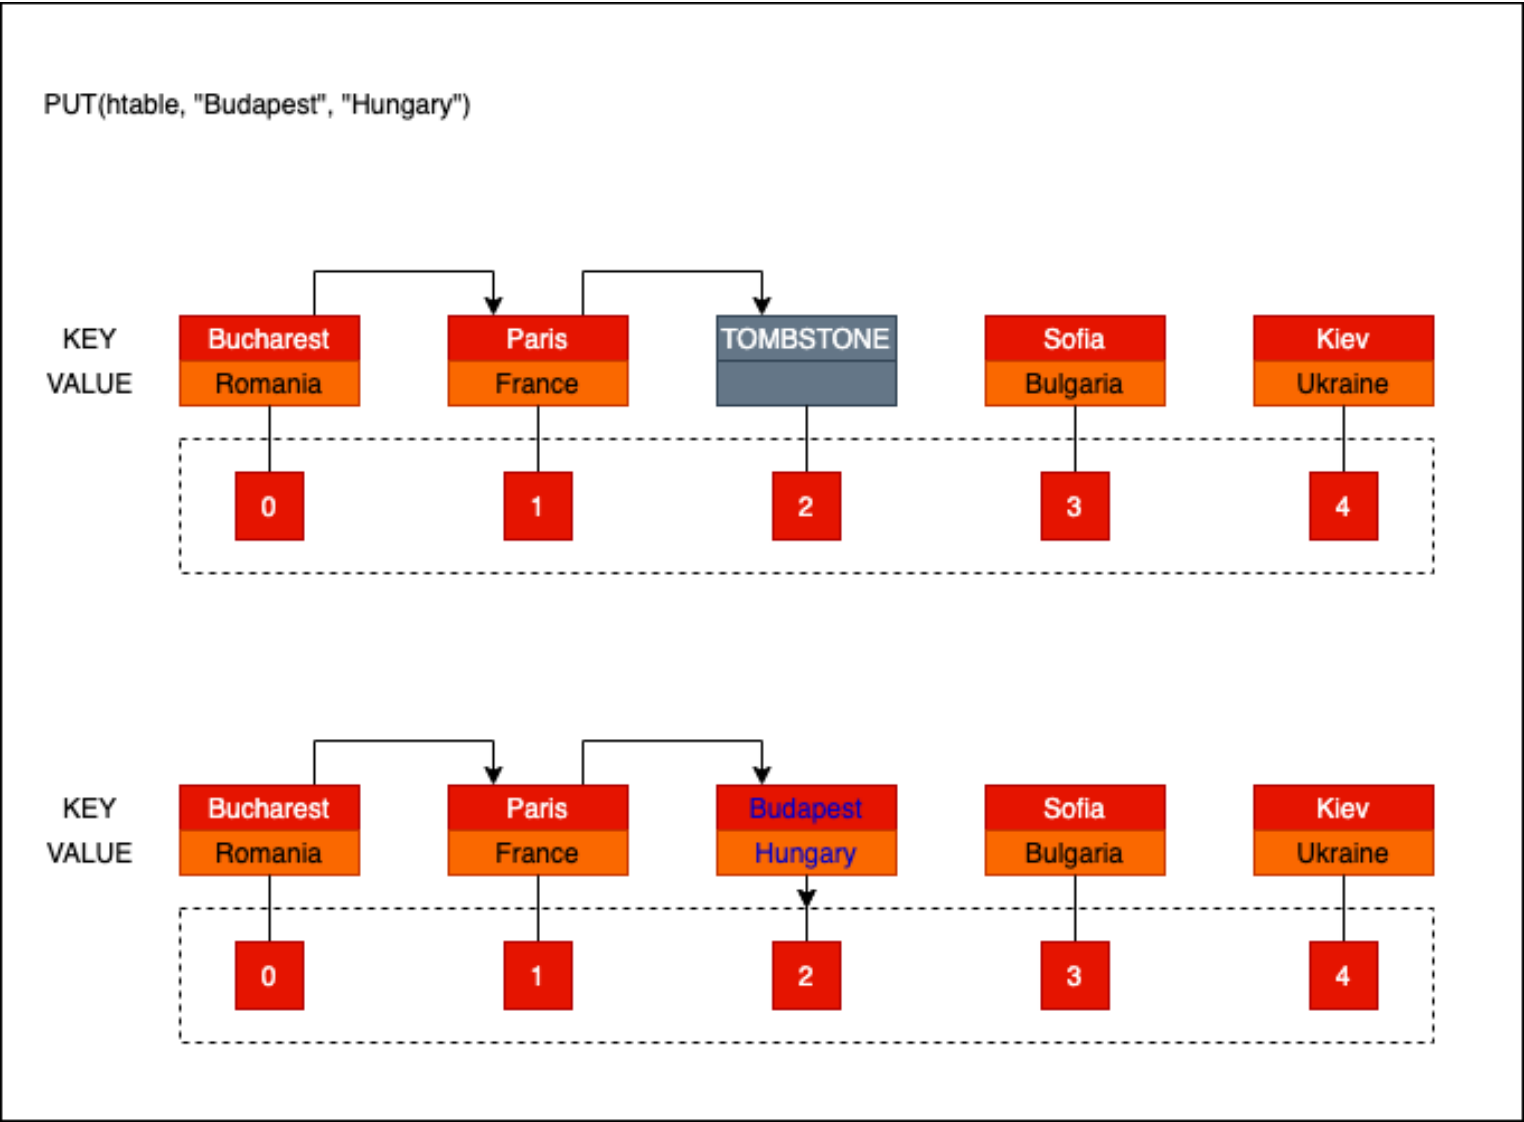 PUT(htable, "Budapest", "Hungary")
KEY Bucharest Paris TOMBSTONE Sofia Kiev
VALUE Romania France Bulgaria Ukraine
0 1 2 3 4
KEY Bucharest Paris Budapest Sofia Kiev
VALUE Romania France Hungary Bulgaria Ukraine
0 1 2 3 4